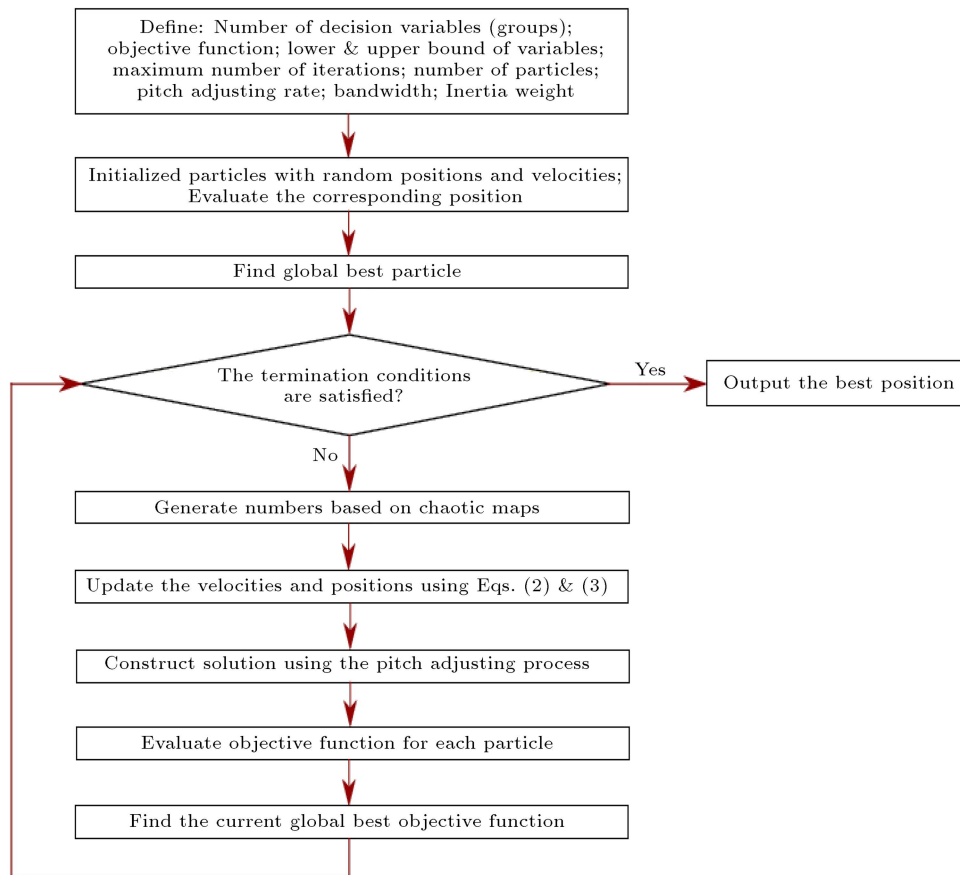 Define: Number of decision variables (groups);
objective function; lower & upper bound of variables;
maximum number of iterations; number of particles;
pitch adjusting rate; bandwidth; Inertia weight
Initialized particles with random positions and velocities;
Evaluate the corresponding position
Find global best particle
The termination conditions
are satisfied?
Yes
Output the best position
No
Generate numbers based on chaotic maps
Update the velocities and positions using Eqs. (2) & (3)
Construct solution using the pitch adjusting process
Evaluate objective function for each particle
Find the current global best objective function